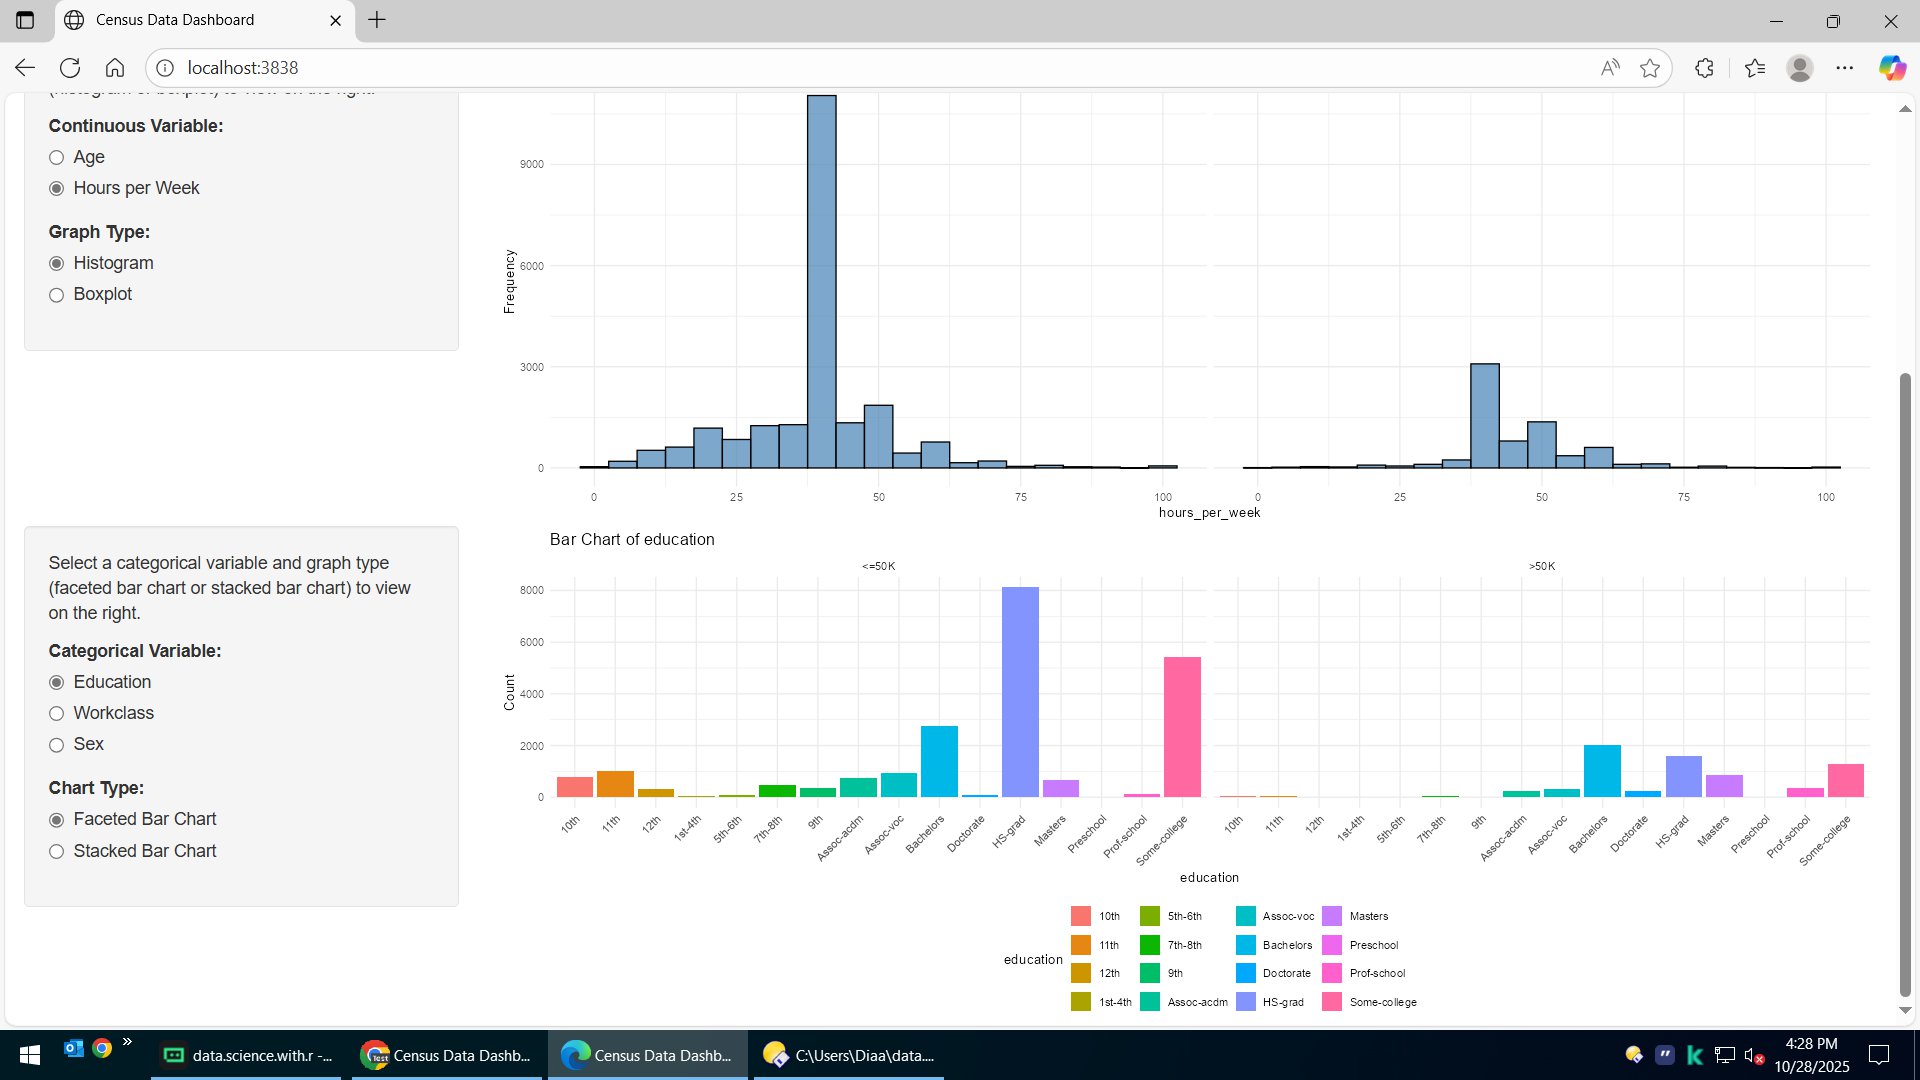 Census Data Dashboard
localhost:3838
Continuous Variable:
Age
Hours per Week
Graph Type:
Histogram
Boxplot
Frequency
9000
6000
3000
0
0 25 50 75 100 0 25 50 75 100
hours_per_week
Select a categorical variable and graph type
(faceted bar chart or stacked bar chart) to view
on the right.
Categorical Variable:
Education
Workclass
Sex
Chart Type:
Faceted Bar Chart
Stacked Bar Chart
Bar Chart of education
<=50K >50K
Count
8000
6000
4000
2000
0
10th 11th 12th 1st-4th 5th-6th 7th-8th 9th Assoc-acdm Assoc-voc Bachelors Doctorate HS-grad Masters Preschool Prof-school Some-college 10th 11th 12th 1st-4th 5th-6th 7th-8th 9th Assoc-acdm Assoc-voc Bachelors Doctorate HS-grad Masters Preschool Prof-school Some-college
education
education
10th 5th-6th Assoc-voc Masters
11th 7th-8th Bachelors Preschool
12th 9th Doctorate Prof-school
1st-4th Assoc-acdm HS-grad Some-college
data.science.with.r -... Census Data Dashb... Census Data Dashb... C:\Users\Diaa\data....
4:28 PM
10/28/2025